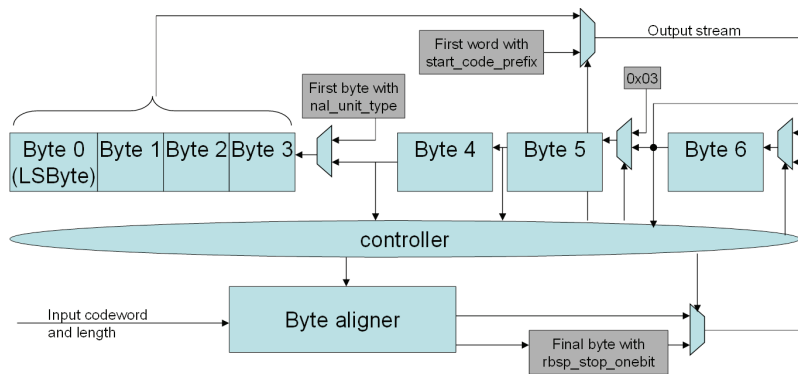 First word with
start_code_prefix
Output stream
First byte with
nal_unit_type
0x03
Byte 0
(LSByte)
Byte 1
Byte 2
Byte 3
Byte 4
Byte 5
Byte 6
controller
Input codeword
and length
Byte aligner
Final byte with
rbsp_stop_onebit